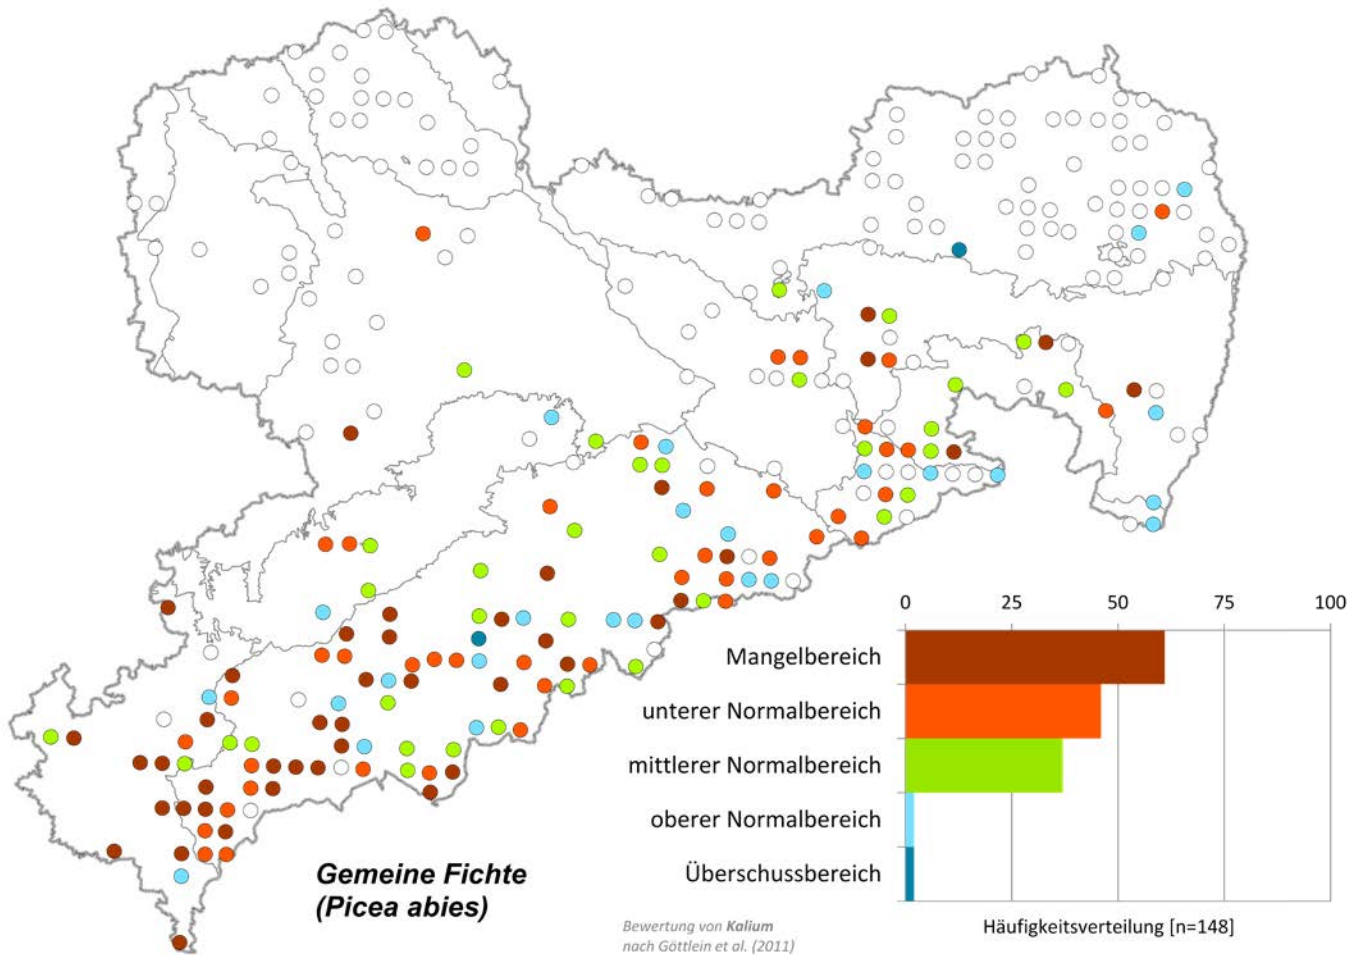 0 25 50 75 100
Mangelbereich
unterer Normalbereich
mittlerer Normalbereich
oberer Normalbereich
Überschussbereich
Gemeine Fichte
(Picea abies)
Bewertung von Kalium
nach Göttlein et al. (2011)
Häufigkeitsverteilung [n=148]